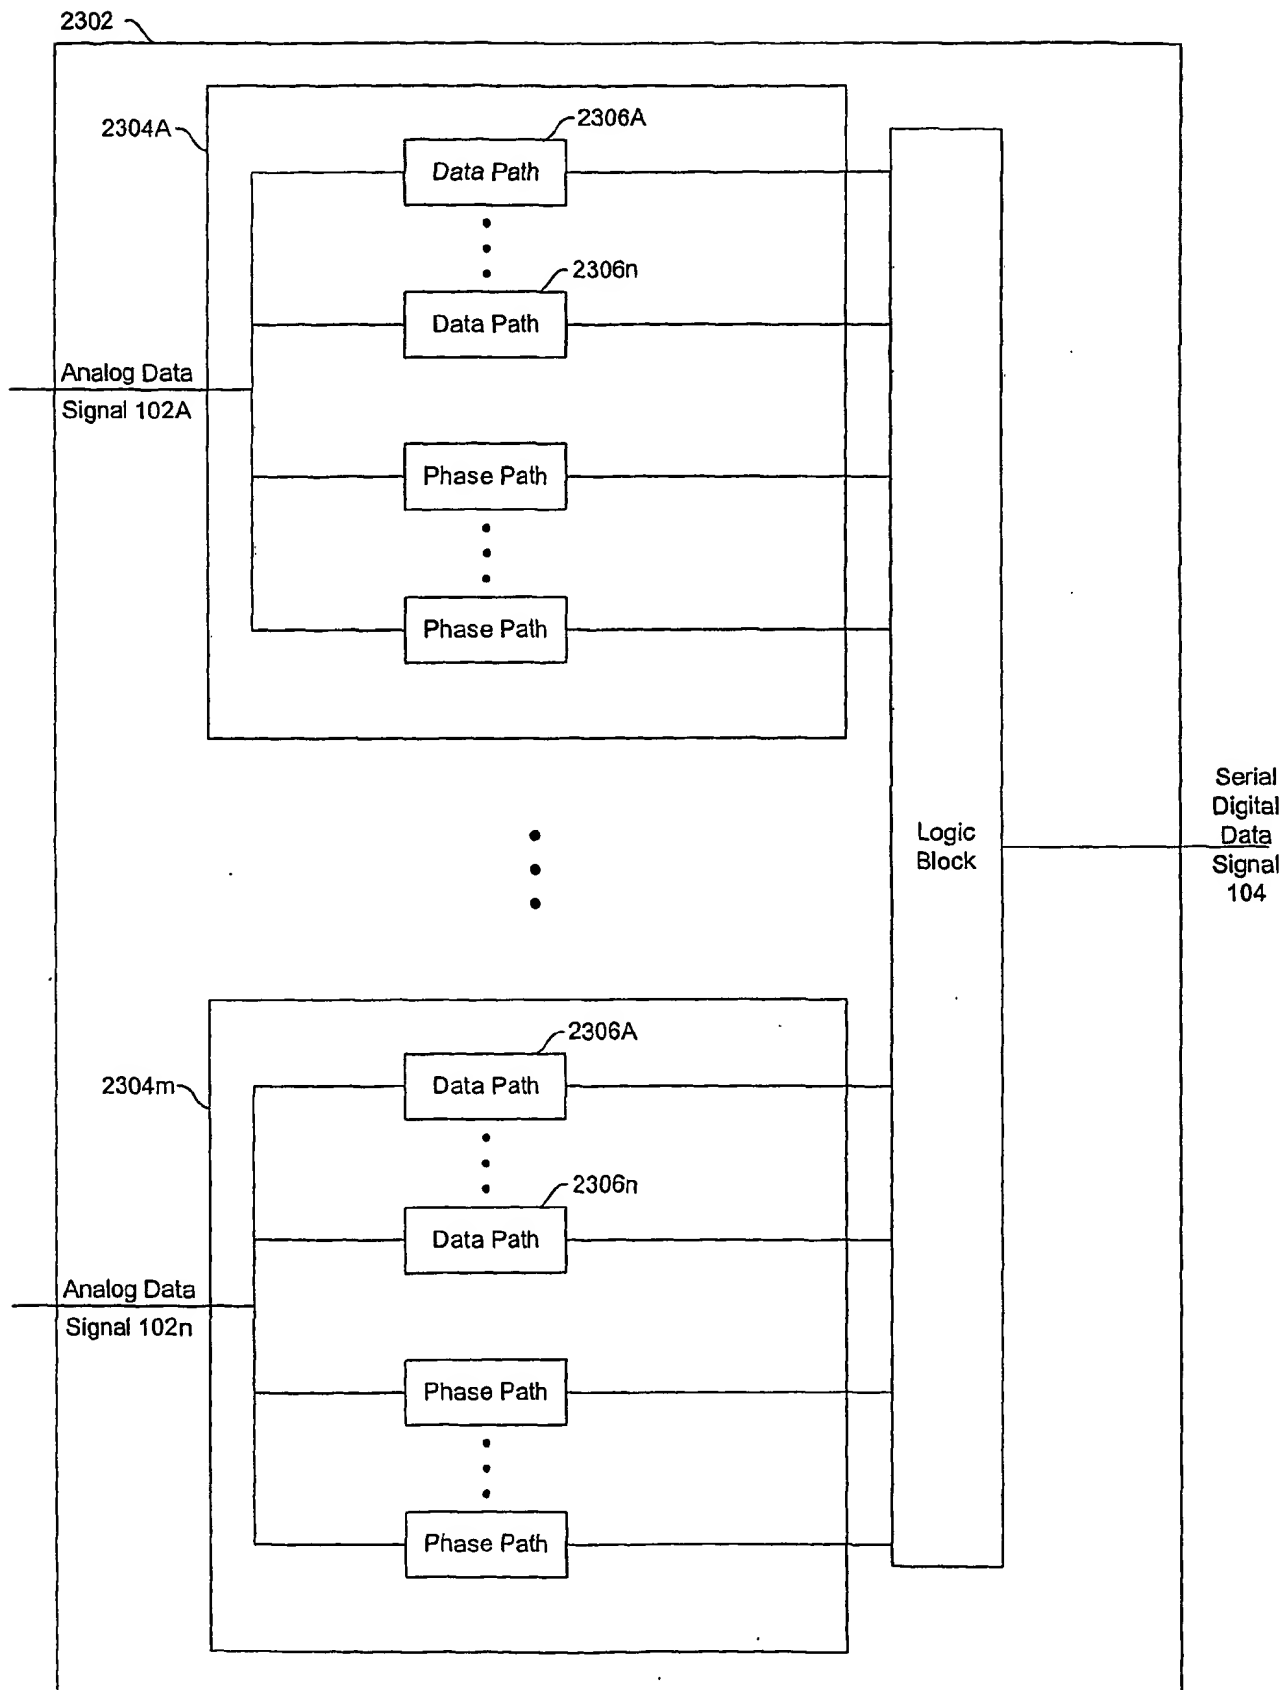 2302
2304A
2306A
Data Path
2306n
Data Path
Analog Data
Signal 102A
Phase Path
Phase Path
Serial
Digital
Data
Signal
104
Logic
Block
2304m
2306A
Data Path
2306n
Data Path
Analog Data
Signal 102n
Phase Path
Phase Path